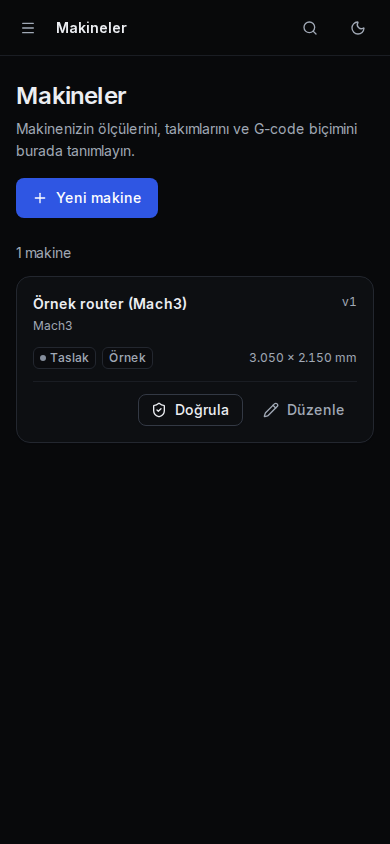 Makineler
Makineler
Makinenizin ölçülerini, takımlarını ve G-code biçimini
burada tanımlayın.
Yeni makine
1 makine
Örnek router (Mach3)
v1
Mach3
Taslak
Örnek
3.050 × 2.150 mm
Doğrula
Düzenle